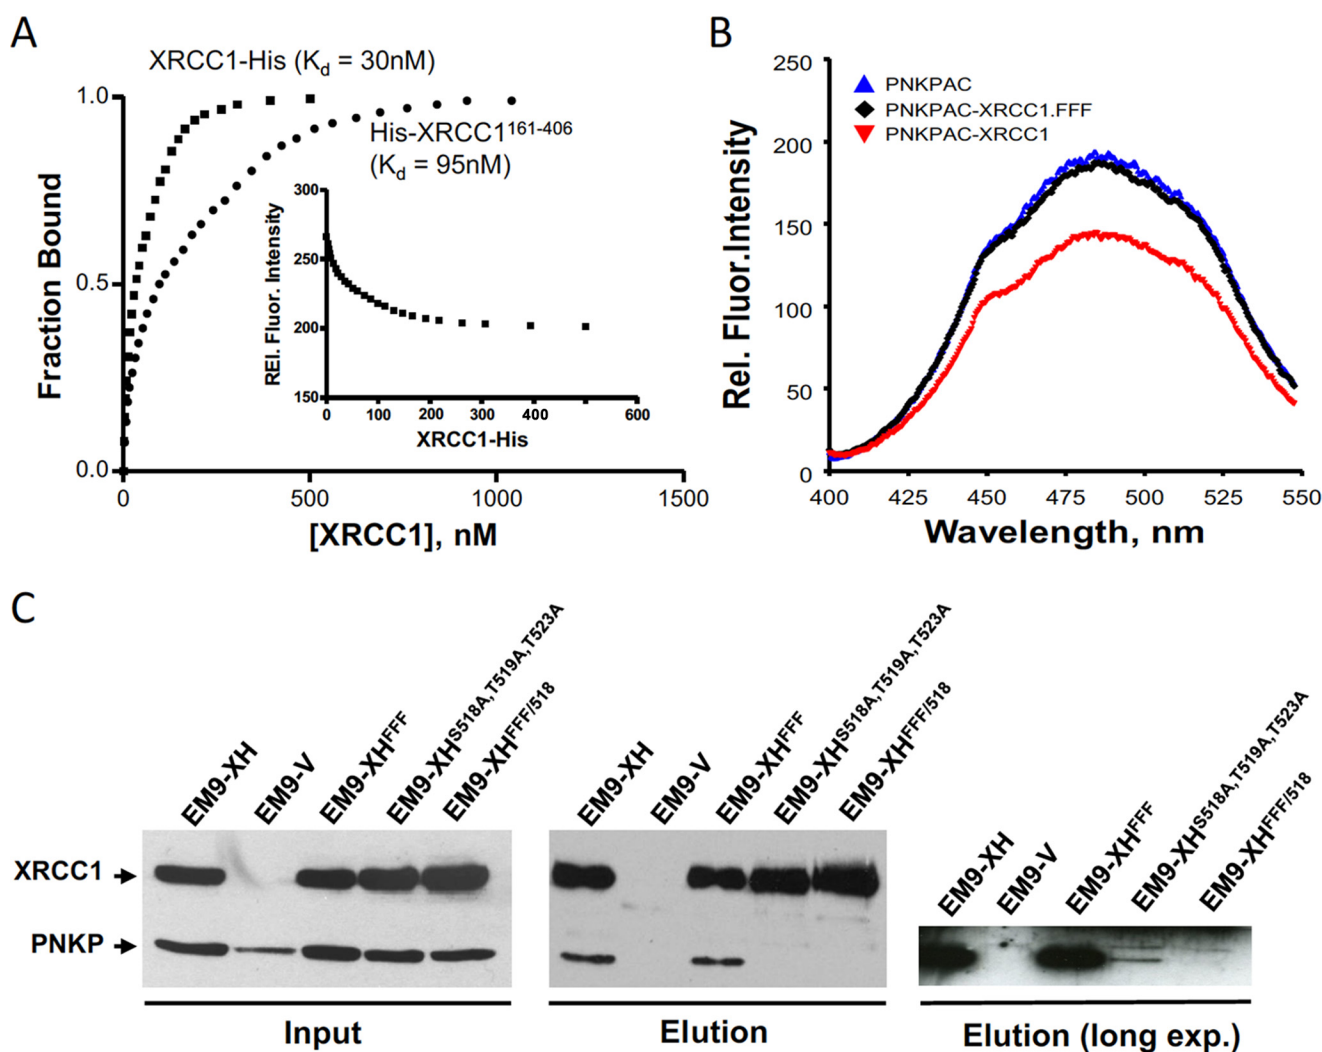 A
XRCC1-His (Kd = 30nM)
His-XRCC1161-406
(Kd = 95nM)
Fraction Bound
1.0
0.5
0.0
0
500
1000
1500
[XRCC1], nM
REl. Fluor. Intensity
300
250
200
150
0
100
200
300
400
600
XRCC1-His
B
PNKPAC
PNKPAC-XRCC1.FFF
PNKPAC-XRCC1
Rel. Fluor.Intensity
250
200
150
100
50
0
400
425
450
475
500
525
550
Wavelength, nm
C
EM9-XH
EM9-V
EM9-XHFFF
EM9-XHS518A,T519A,T523A
EM9-XHFFF/518
EM9-XH
EM9-V
EM9-XHFFF
EM9-XHS518A,T519A,T523A
EM9-XHFFF/518
EM9-XH
EM9-V
EM9-XHFFF
EM9-XHS518A,T519A,T523A
EM9-XHFFF/518
XRCC1
PNKP
Input
Elution
Elution (long exp.)